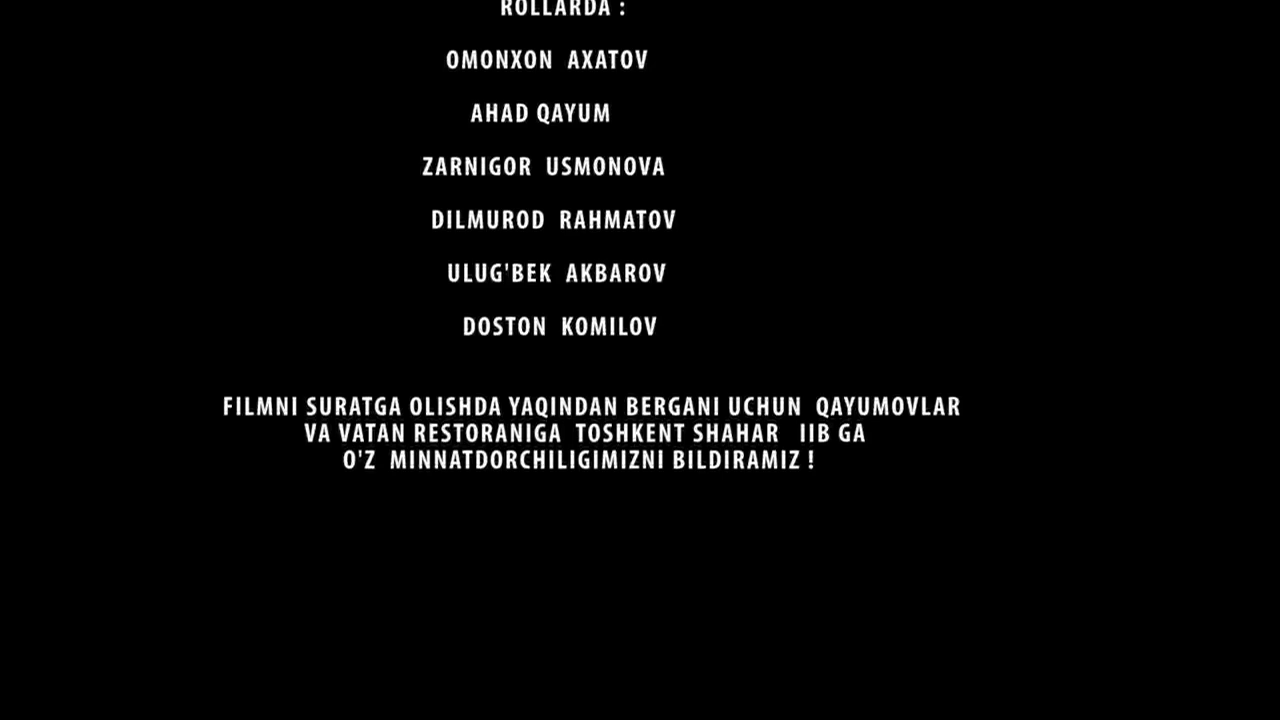 ROLLARDA :
OMONXON AXATOV
AHAD QAYUM
ZARNIGOR USMONOVA
DILMUROD RAHMATOV
ULUG'BEK AKBAROV
DOSTON KOMILOV
FILMNI SURATGA OLISHDA YAQINDAN BERGANI UCHUN QAYUMOVLAR
VA VATAN RESTORANIGA TOSHKENT SHAHAR IIB GA
O'Z MINNATDORCHILIGIMIZNI BILDIRAMIZ !